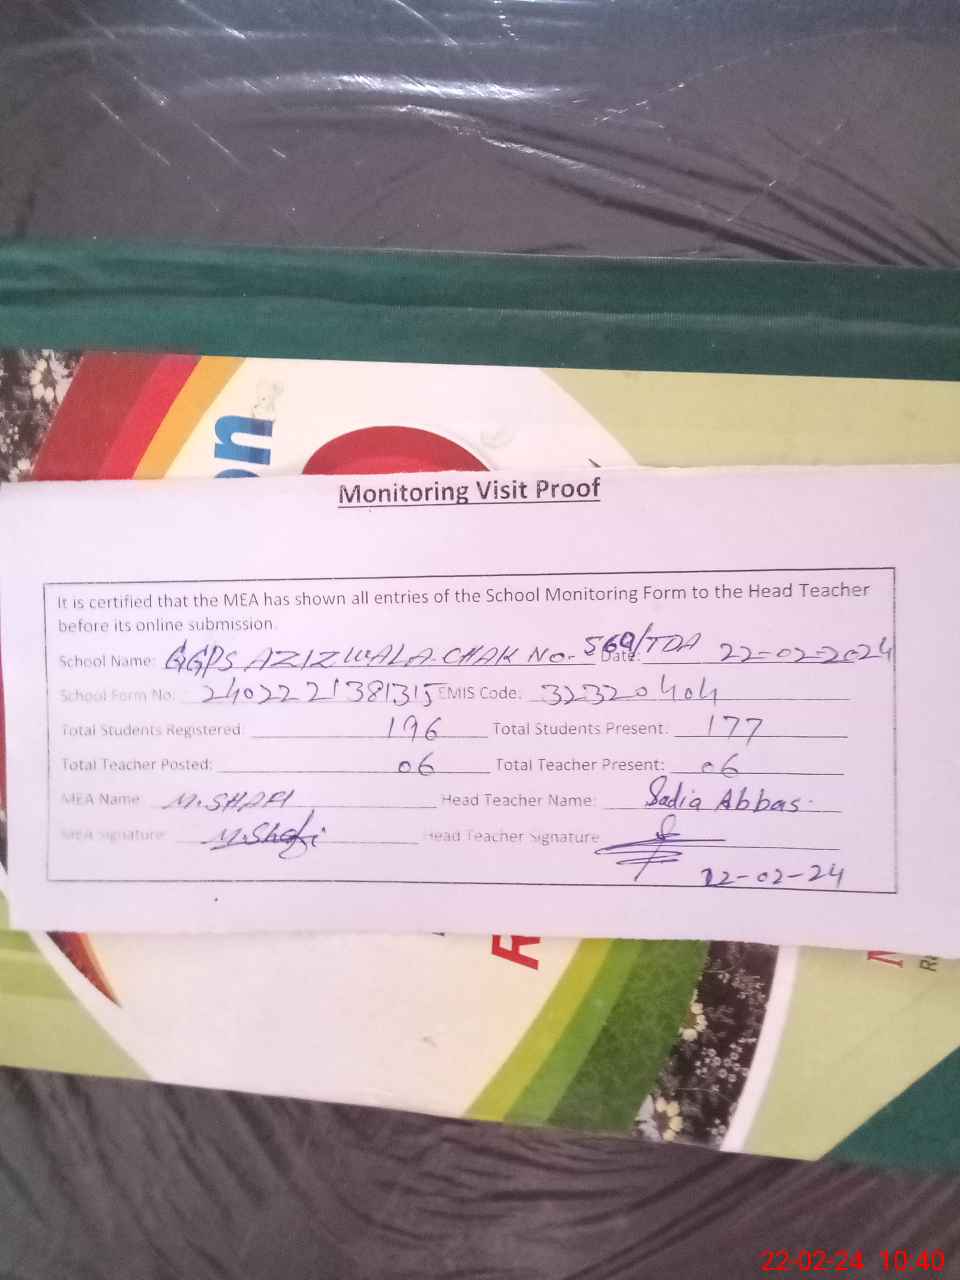 on
Monitoring Visit Proof
It is certified that the MEA has shown all entries of the School Monitoring Form to the Head Teacher
before its online submission.
School Name: GGPS AZIZ WALA. CHAK No. 569/TDA Date: 22-02-2024
School Form No: 2402221381315 EMIS Code: 32320404
Total Students Registered: 196 Total Students Present: 177
Total Teacher Posted: 06 Total Teacher Present: 06
MEA Name M. SHAFI Head Teacher Name: Sadia Abbas.
MEA Signature M.Shafi Head Teacher Signature
22-02-24
R
22-02-24 10:40